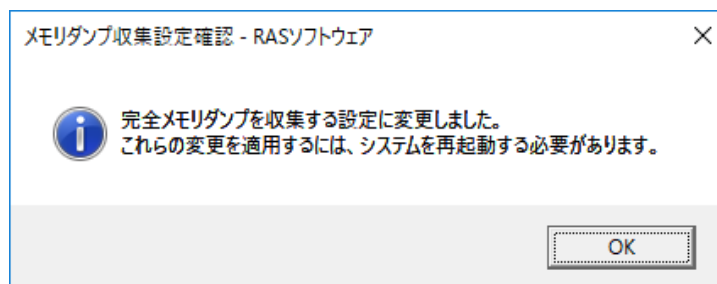 メモリダンプ収集設定確認 - RASソフトウェア
完全メモリダンプを収集する設定に変更しました。
これらの変更を適用するには、システムを再起動する必要があります。
OK